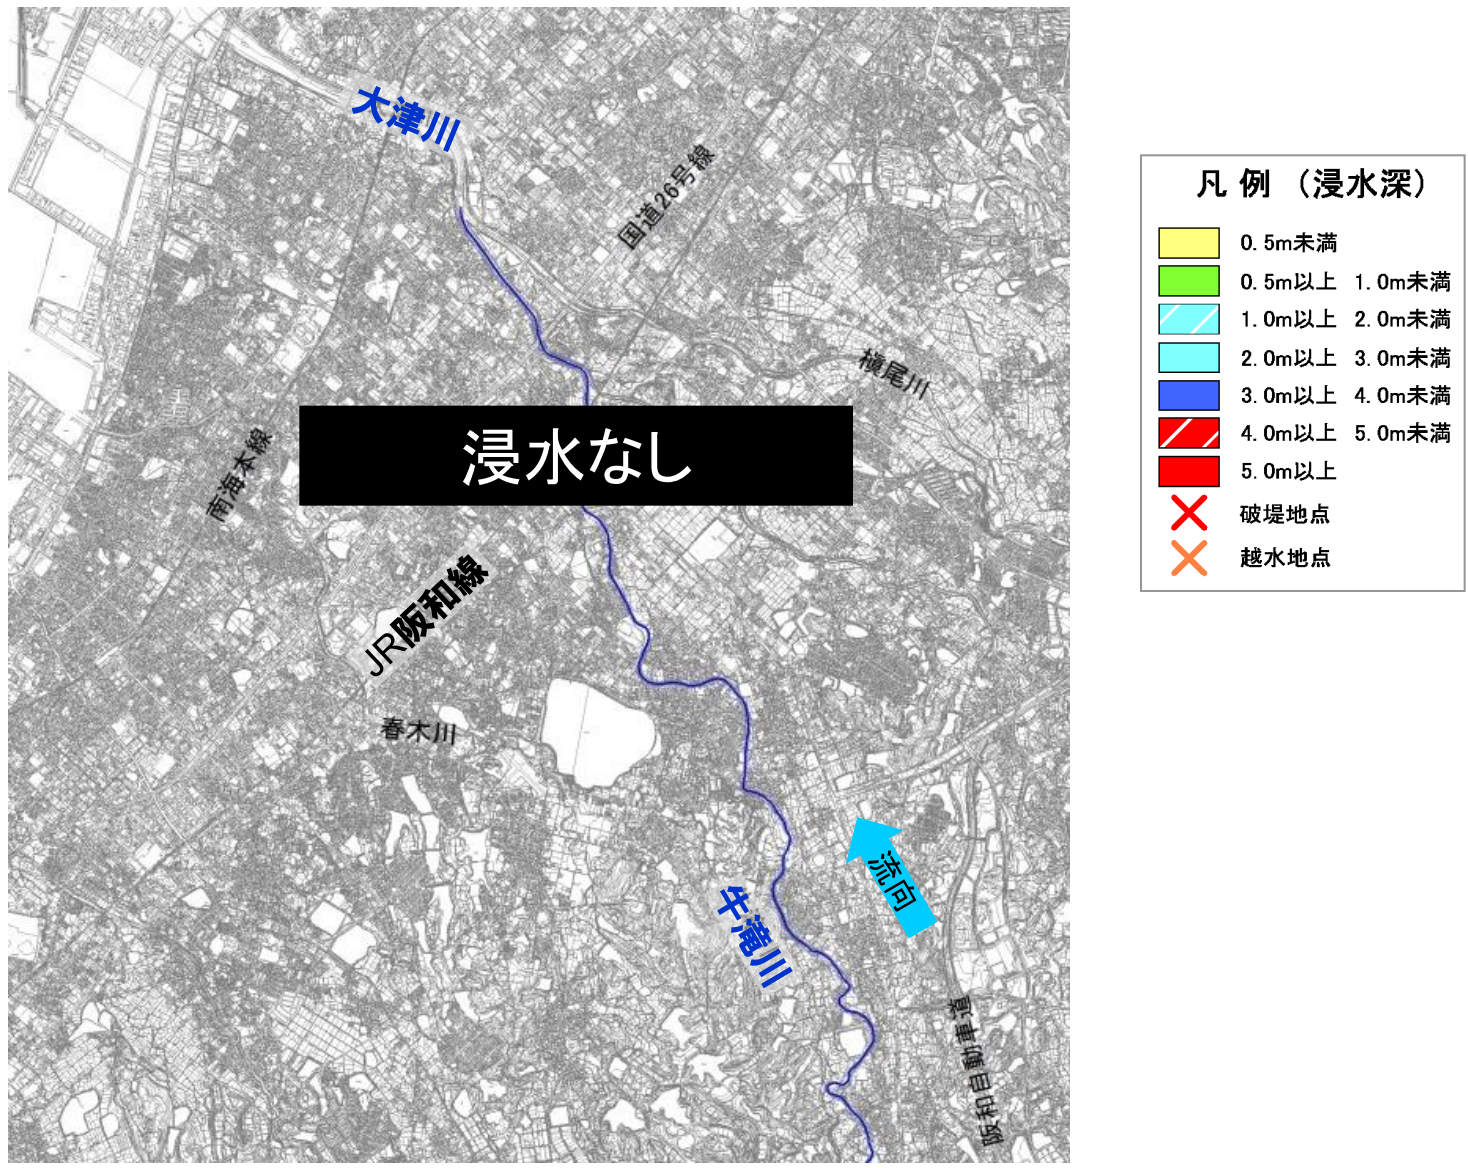 大津川
国道26号線
槇尾川
浸水なし
南海本線
JR阪和線
春木川
流向
牛滝川
阪和自動車道
凡 例 （浸水深）
0.5m未満
0.5m以上 1.0m未満
1.0m以上 2.0m未満
2.0m以上 3.0m未満
3.0m以上 4.0m未満
4.0m以上 5.0m未満
5.0m以上
破堤地点
越水地点